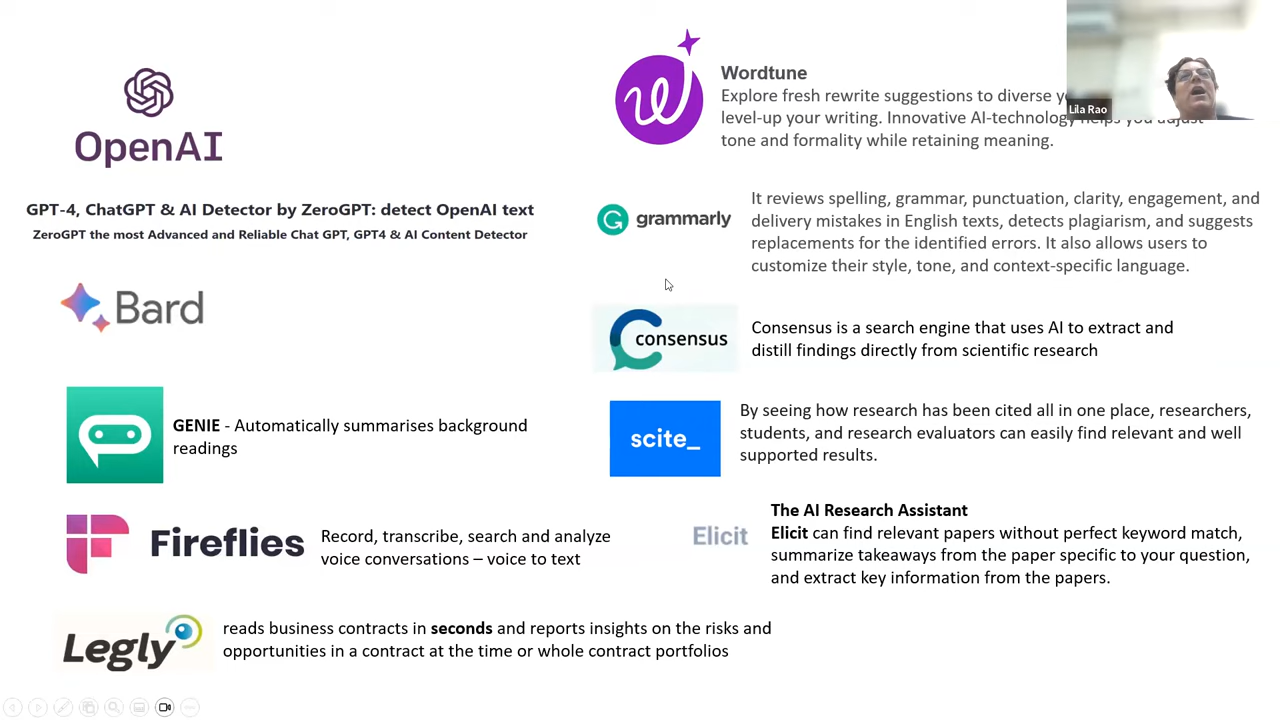 OpenAI
GPT-4, ChatGPT & AI Detector by ZeroGPT: detect OpenAI text
ZeroGPT the most Advanced and Reliable Chat GPT, GPT4 & AI Content Detector
Bard
GENIE - Automatically summarises background
readings
Fireflies
Record, transcribe, search and analyze
voice conversations – voice to text
Legly
reads business contracts in seconds and reports insights on the risks and
opportunities in a contract at the time or whole contract portfolios
Wordtune
Explore fresh rewrite suggestions to diverse
level-up your writing. Innovative AI-technology helps you adjust
tone and formality while retaining meaning.
Lila Rao
grammarly
It reviews spelling, grammar, punctuation, clarity, engagement, and
delivery mistakes in English texts, detects plagiarism, and suggests
replacements for the identified errors. It also allows users to
customize their style, tone, and context-specific language.
consensus
Consensus is a search engine that uses AI to extract and
distill findings directly from scientific research
scite_
By seeing how research has been cited all in one place, researchers,
students, and research evaluators can easily find relevant and well
supported results.
Elicit
The AI Research Assistant
Elicit can find relevant papers without perfect keyword match,
summarize takeaways from the paper specific to your question,
and extract key information from the papers.